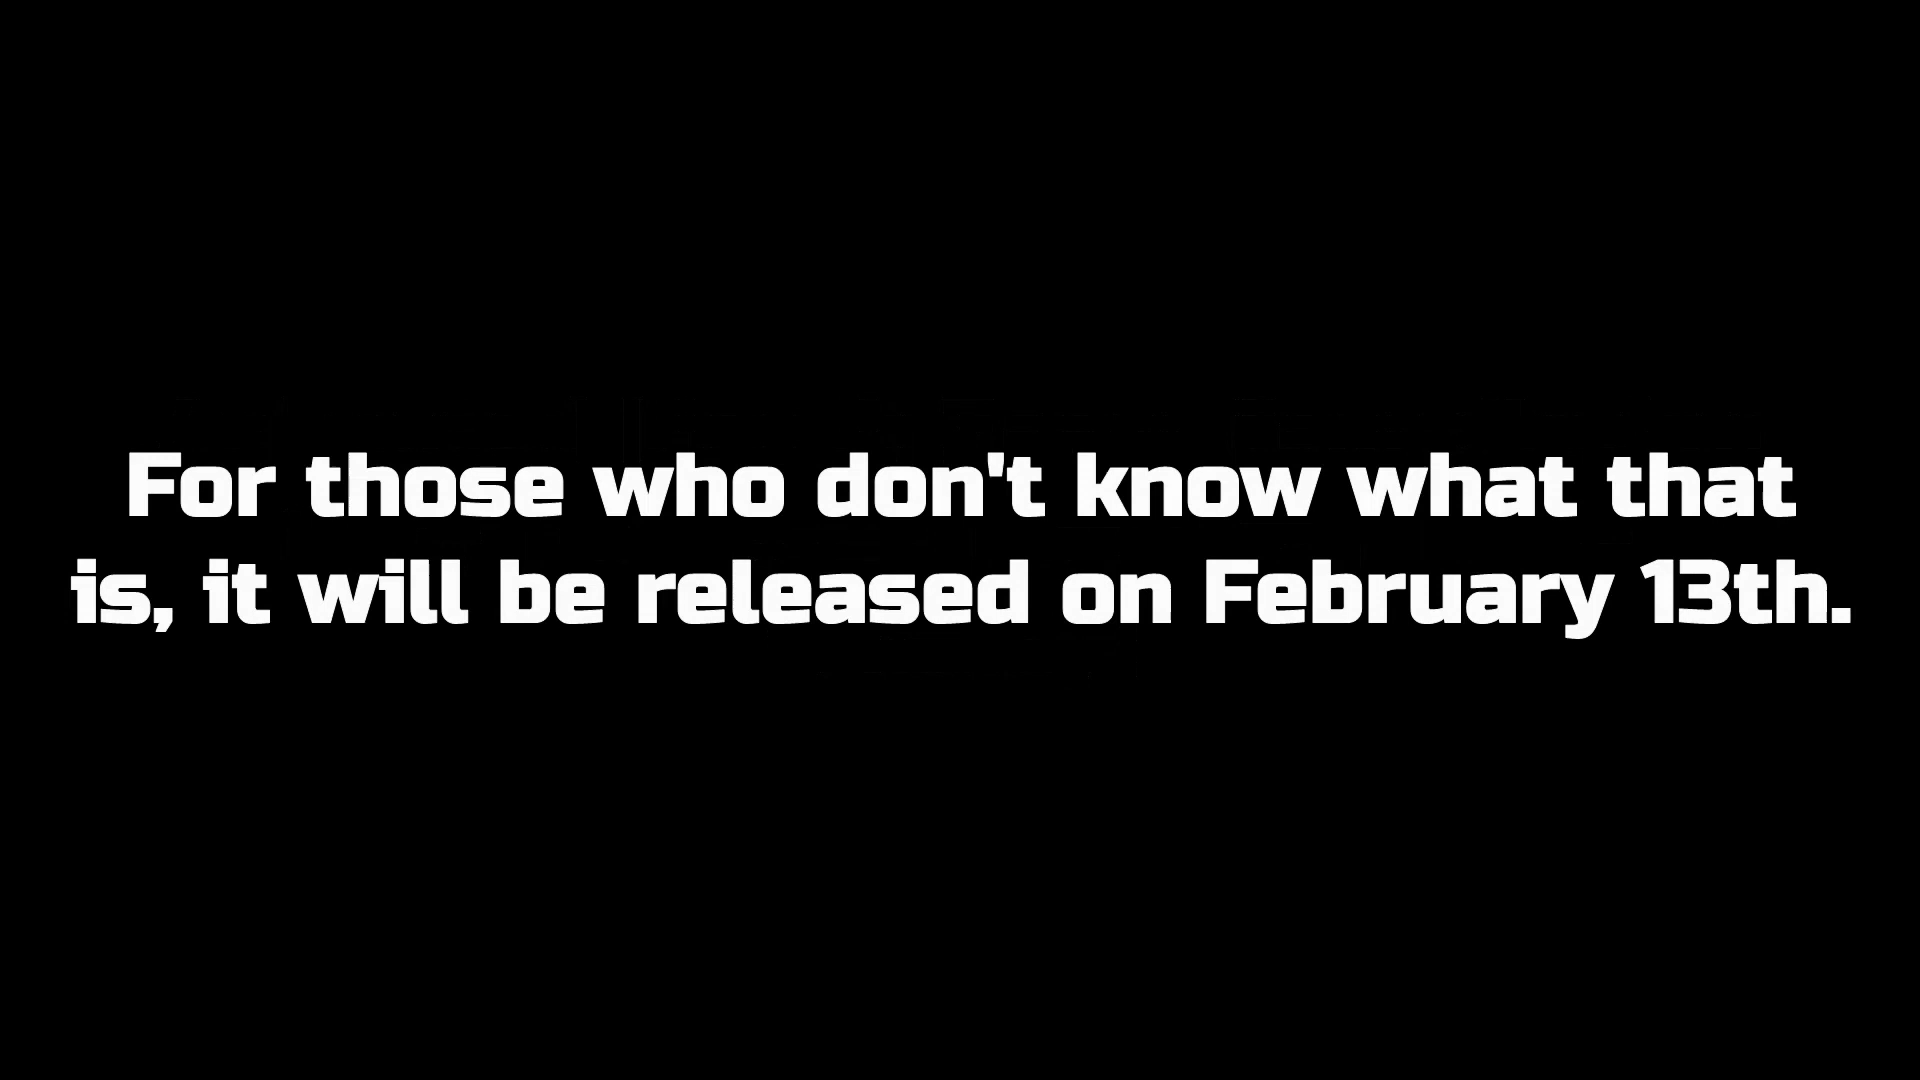 For those who don't know what that
is, it will be released on February 13th.